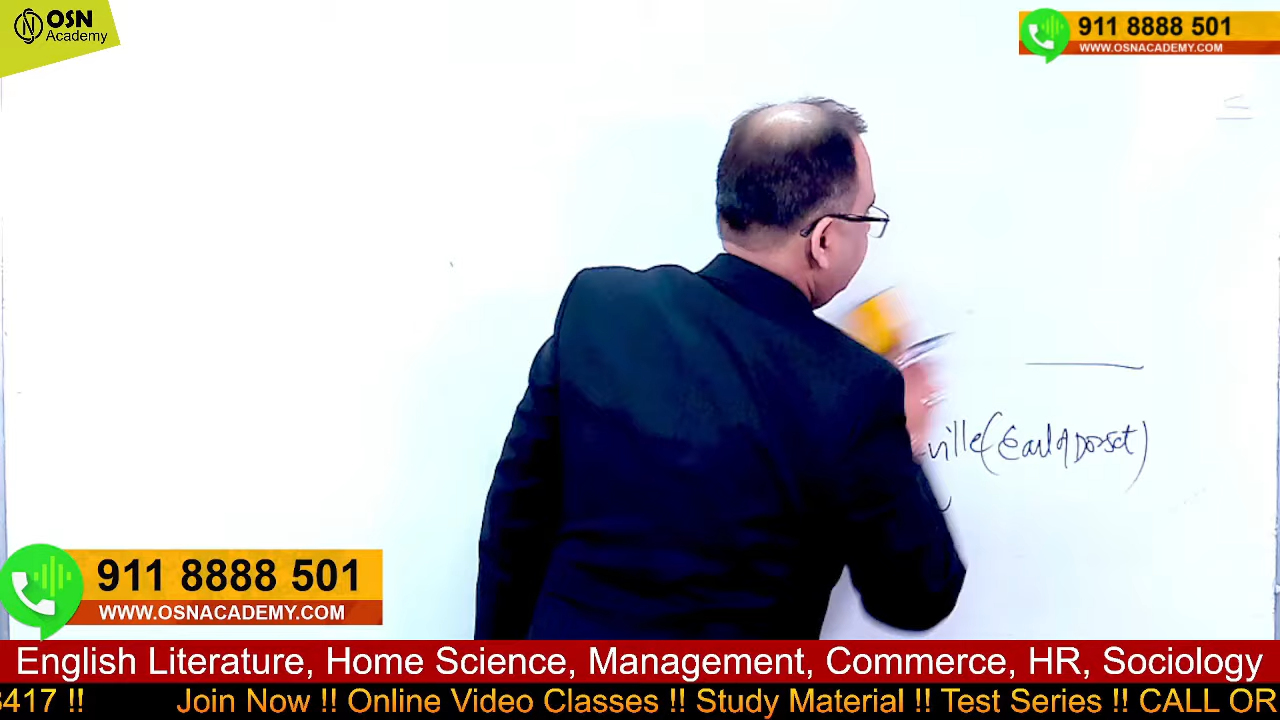 OSN
Academy
911 8888 501
WWW.OSNACADEMY.COM
ville (Earl of Dorset)
911 8888 501
WWW.OSNACADEMY.COM
English Literature, Home Science, Management, Commerce, HR, Sociology
3417 !! Join Now !! Online Video Classes !! Study Material !! Test Series !! CALL OR